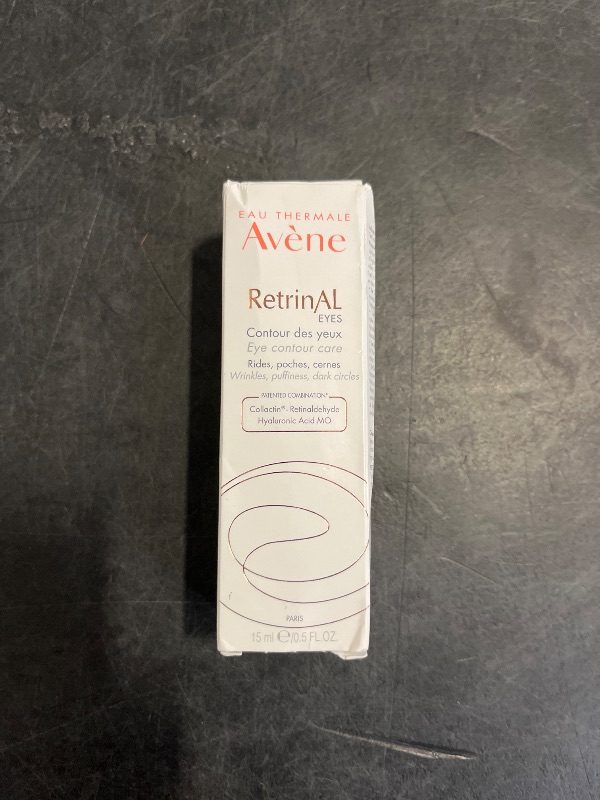 EAU THERMALE
Avène
RetrinAL
EYES
Contour des yeux
Eye contour care
Rides, poches, cernes
Wrinkles, puffiness, dark circles
PATENTED COMBINATION*
Collactin®-Retinaldehyde
Hyaluronic Acid MO
PARIS
15 ml ℮/0.5 FL.OZ.